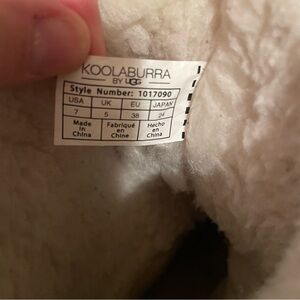 KOOLABURRA
BY UGG
Style Number: 1017090
USA UK EU JAPAN
7 5 38 24
Made in China Fabriqué en Chine Hecho en China